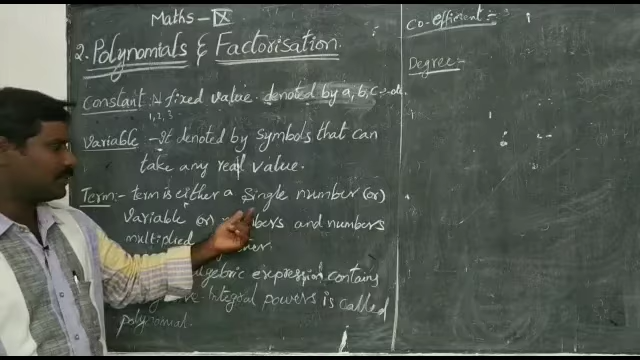 Maths - IX
2. Polynomials & Factorisation.
Constant :- fixed value denoted by a, b, c, ... etc.
1, 2, 3
Variable - It denoted by symbols that can
take any real value.
Term :- term is either a single number (or)
Variable (or) and numbers
multiplied
expression contains
integral powers is called
polynomial.
Co-efficient :-
Degree :-